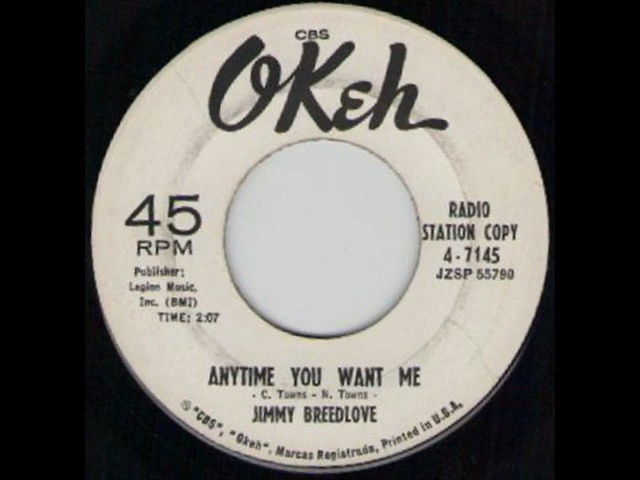 CBS
OKeh
45
RPM
RADIO
STATION COPY
4-7145
JZSP 55790
Publisher:
Legion Music,
Inc. (BMI)
TIME: 2:07
ANYTIME YOU WANT ME
- C. Towns - N. Towns -
JIMMY BREEDLOVE
® "CBS", "Okeh", Marcas Registrada, Printed in U.S.A.